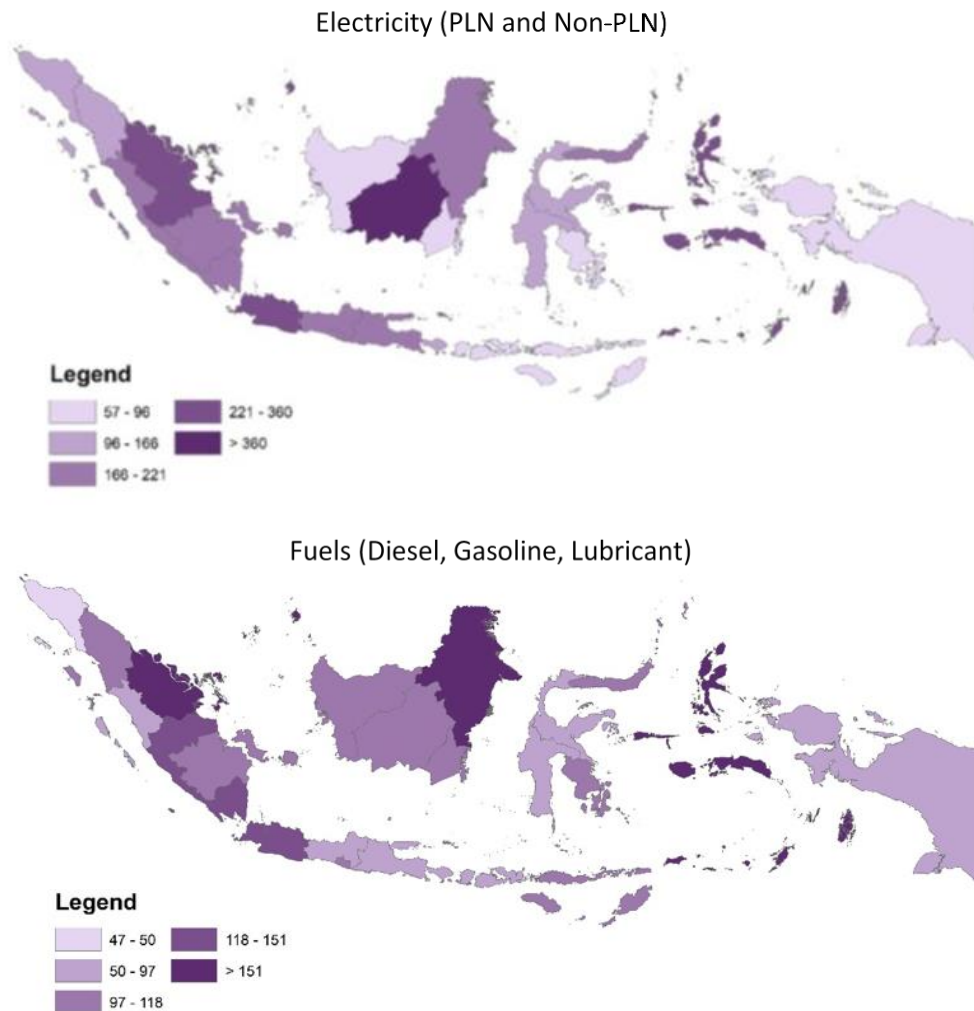 Electricity (PLN and Non-PLN)
Legend
57 - 96
221 - 360
96 - 166
> 360
166 - 221
Fuels (Diesel, Gasoline, Lubricant)
Legend
47 - 50
118 - 151
50 - 97
> 151
97 - 118